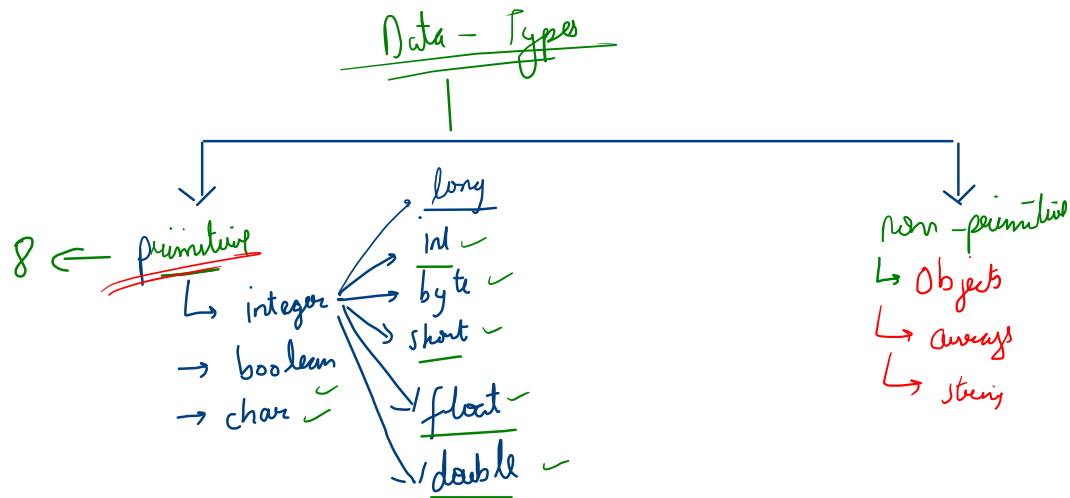 Data - Types
8 ← primitive
↳ integer
→ boolean
→ char
long
int ✓
byte ✓
short ✓
float ✓
double ✓
non - primitive
↳ Objects
↳ arrays
↳ string